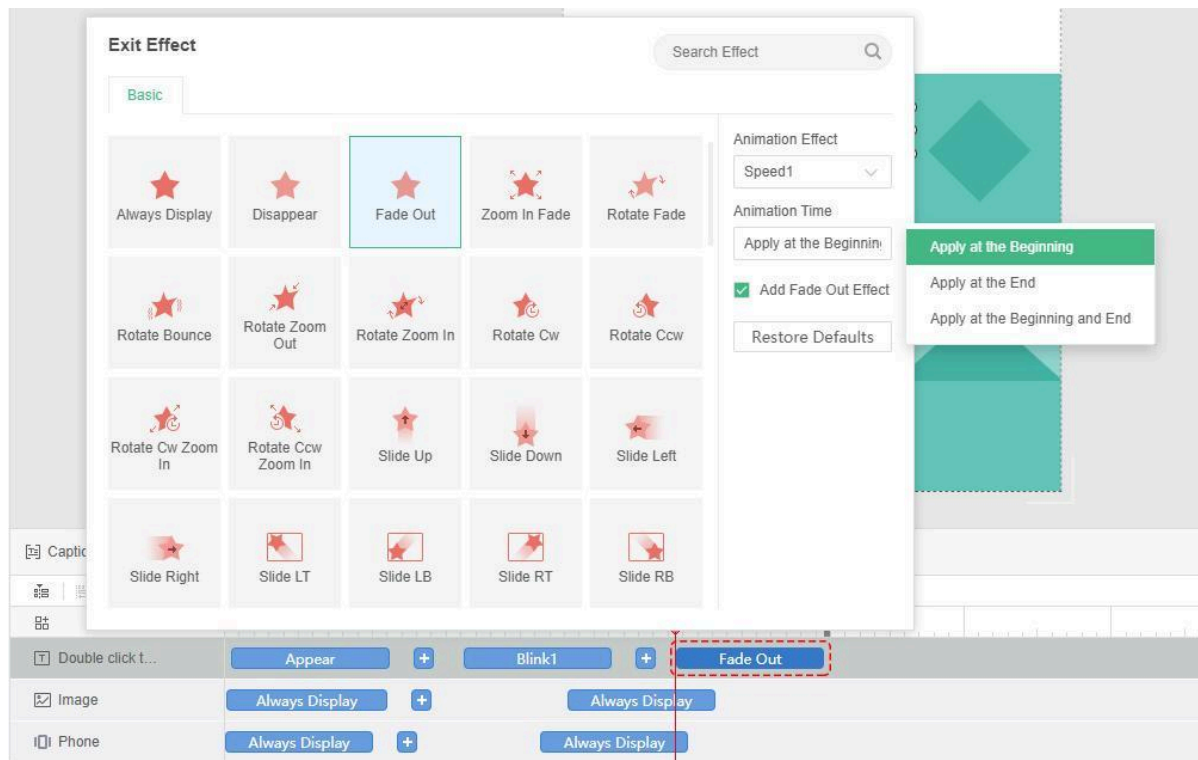 Exit Effect
Search Effect
Basic
Always Display
Disappear
Fade Out
Zoom In Fade
Rotate Fade
Rotate Bounce
Rotate Zoom
Out
Rotate Zoom In
Rotate Cw
Rotate Ccw
Rotate Cw Zoom
In
Rotate Ccw
Zoom In
Slide Up
Slide Down
Slide Left
Slide Right
Slide LT
Slide LB
Slide RT
Slide RB
Animation Effect
Speed1
Animation Time
Apply at the Beginning
Add Fade Out Effect
Restore Defaults
Apply at the Beginning
Apply at the End
Apply at the Beginning and End
Captic
Double click t...
Appear
+
Blink1
+
Fade Out
Image
Always Display
+
Always Display
Phone
Always Display
+
Always Display